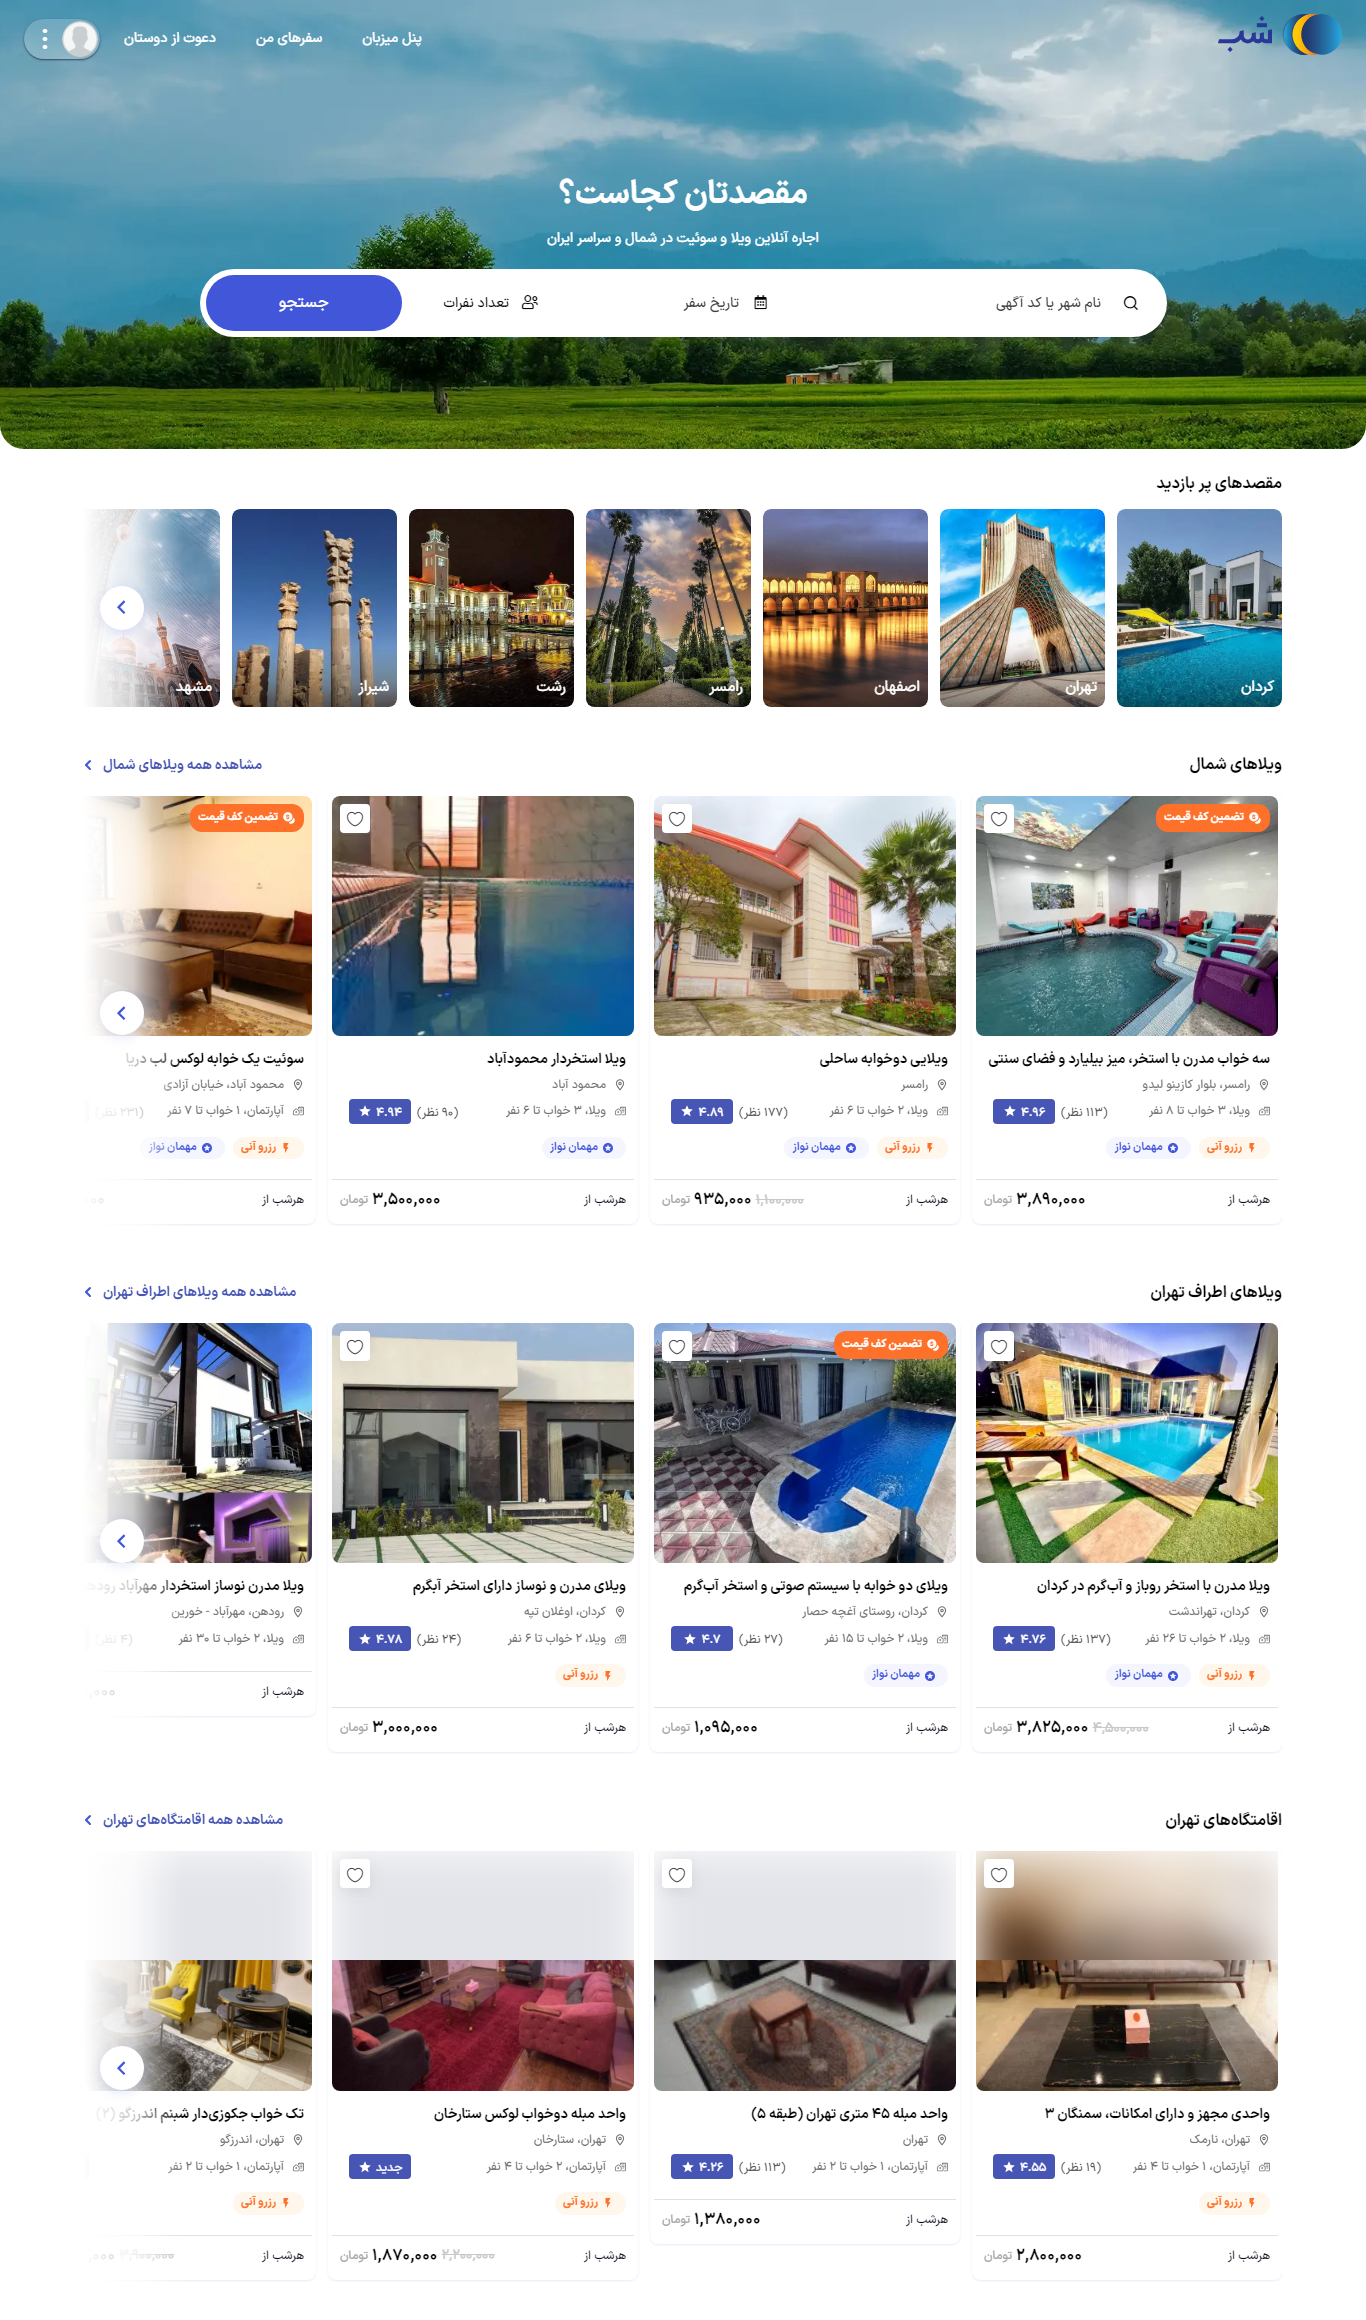 شب
پنل میزبان
سفرهای من
دعوت از دوستان
مقصدتان کجاست؟
اجاره آنلاین ویلا و سوئیت در شمال و سراسر ایران
نام شهر یا کد آگهی
تاریخ سفر
تعداد نفرات
جستجو
مقصدهای پر بازدید
کردان
تهران
اصفهان
رامسر
رشت
شیراز
مشهد
ویلاهای شمال
مشاهده همه ویلاهای شمال
تضمین کف قیمت
سه خواب مدرن با استخر، میز بیلیارد و فضای سنتی
رامسر، بلوار کازینو لیدو
ویلا، ۳ خواب تا ۸ نفر
(۱۱۳ نظر) ۴.۹۶
رزرو آنی
مهمان نواز
هرشب از
۳,۸۹۰,۰۰۰ تومان
ویلایی دوخوابه ساحلی
رامسر
ویلا، ۲ خواب تا ۶ نفر
(۱۷۷ نظر) ۴.۸۹
رزرو آنی
مهمان نواز
هرشب از
۱,۱۰۰,۰۰۰ ۹۳۵,۰۰۰ تومان
ویلا استخردار محمودآباد
محمود آباد
ویلا، ۳ خواب تا ۶ نفر
(۹۰ نظر) ۴.۹۴
مهمان نواز
هرشب از
۳,۵۰۰,۰۰۰ تومان
تضمین کف قیمت
سوئیت یک خوابه لوکس لب دریا
محمود آباد، خیابان آزادی
آپارتمان، ۱ خواب تا ۷ نفر
(۲۳۱ نظر)
رزرو آنی
مهمان نواز
هرشب از
ویلاهای اطراف تهران
مشاهده همه ویلاهای اطراف تهران
ویلا مدرن با استخر روباز و آب‌گرم در کردان
کردان، تهراندشت
ویلا، ۲ خواب تا ۲۶ نفر
(۱۳۷ نظر) ۴.۷۶
رزرو آنی
مهمان نواز
هرشب از
۴,۵۰۰,۰۰۰ ۳,۸۲۵,۰۰۰ تومان
تضمین کف قیمت
ویلای دو خوابه با سیستم صوتی و استخر آب‌گرم
کردان، روستای آغچه حصار
ویلا، ۲ خواب تا ۱۵ نفر
(۲۷ نظر) ۴.۷
مهمان نواز
هرشب از
۱,۰۹۵,۰۰۰ تومان
ویلای مدرن و نوساز دارای استخر آبگرم
کردان، اوغلان تپه
ویلا، ۲ خواب تا ۶ نفر
(۲۴ نظر) ۴.۷۸
رزرو آنی
هرشب از
۳,۰۰۰,۰۰۰ تومان
ویلا مدرن نوساز استخردار مهرآباد
رودهن، مهرآباد - خورین
ویلا، ۲ خواب تا ۳۰ نفر
(۴ نظر)
هرشب از
اقامتگاه‌های تهران
مشاهده همه اقامتگاه‌های تهران
واحدی مجهز و دارای امکانات، سمنگان ۳
تهران، نارمک
آپارتمان، ۱ خواب تا ۴ نفر
(۱۹ نظر) ۴.۵۵
رزرو آنی
هرشب از
۲,۸۰۰,۰۰۰ تومان
واحد مبله ۴۵ متری تهران (طبقه ۵)
تهران
آپارتمان، ۱ خواب تا ۲ نفر
(۱۱۳ نظر) ۴.۲۶
هرشب از
۱,۳۸۰,۰۰۰ تومان
واحد مبله دوخواب لوکس ستارخان
تهران، ستارخان
آپارتمان، ۲ خواب تا ۴ نفر
جدید
رزرو آنی
هرشب از
۲,۲۰۰,۰۰۰ ۱,۸۷۰,۰۰۰ تومان
تک خواب جکوزی‌دار شبنم اندرزگو (۲)
تهران، اندرزگو
آپارتمان، ۱ خواب تا ۲ نفر
رزرو آنی
هرشب از
۳,۹۰۰,۰۰۰